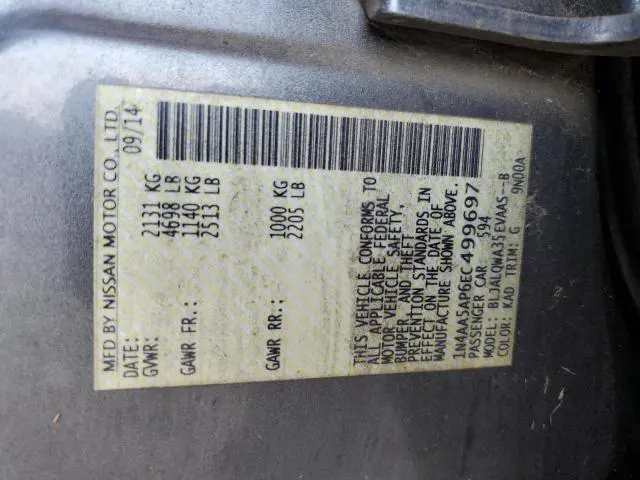 MFD BY NISSAN MOTOR CO., LTD.
DATE: 09/14
GVWR: 2131 KG
4698 LB
GAWR FR.: 1140 KG
2513 LB
GAWR RR.: 1000 KG
2205 LB
THIS VEHICLE CONFORMS TO
ALL APPLICABLE FEDERAL
MOTOR VEHICLE SAFETY,
BUMPER, AND THEFT
PREVENTION STANDARDS IN
EFFECT ON THE DATE OF
MANUFACTURE SHOWN ABOVE.
1N4AA5AP6EC499697
PASSENGER CAR 594
MODEL: BLJALQWA35EVAAS--B
COLOR: KAD TRIM: G 9N00A